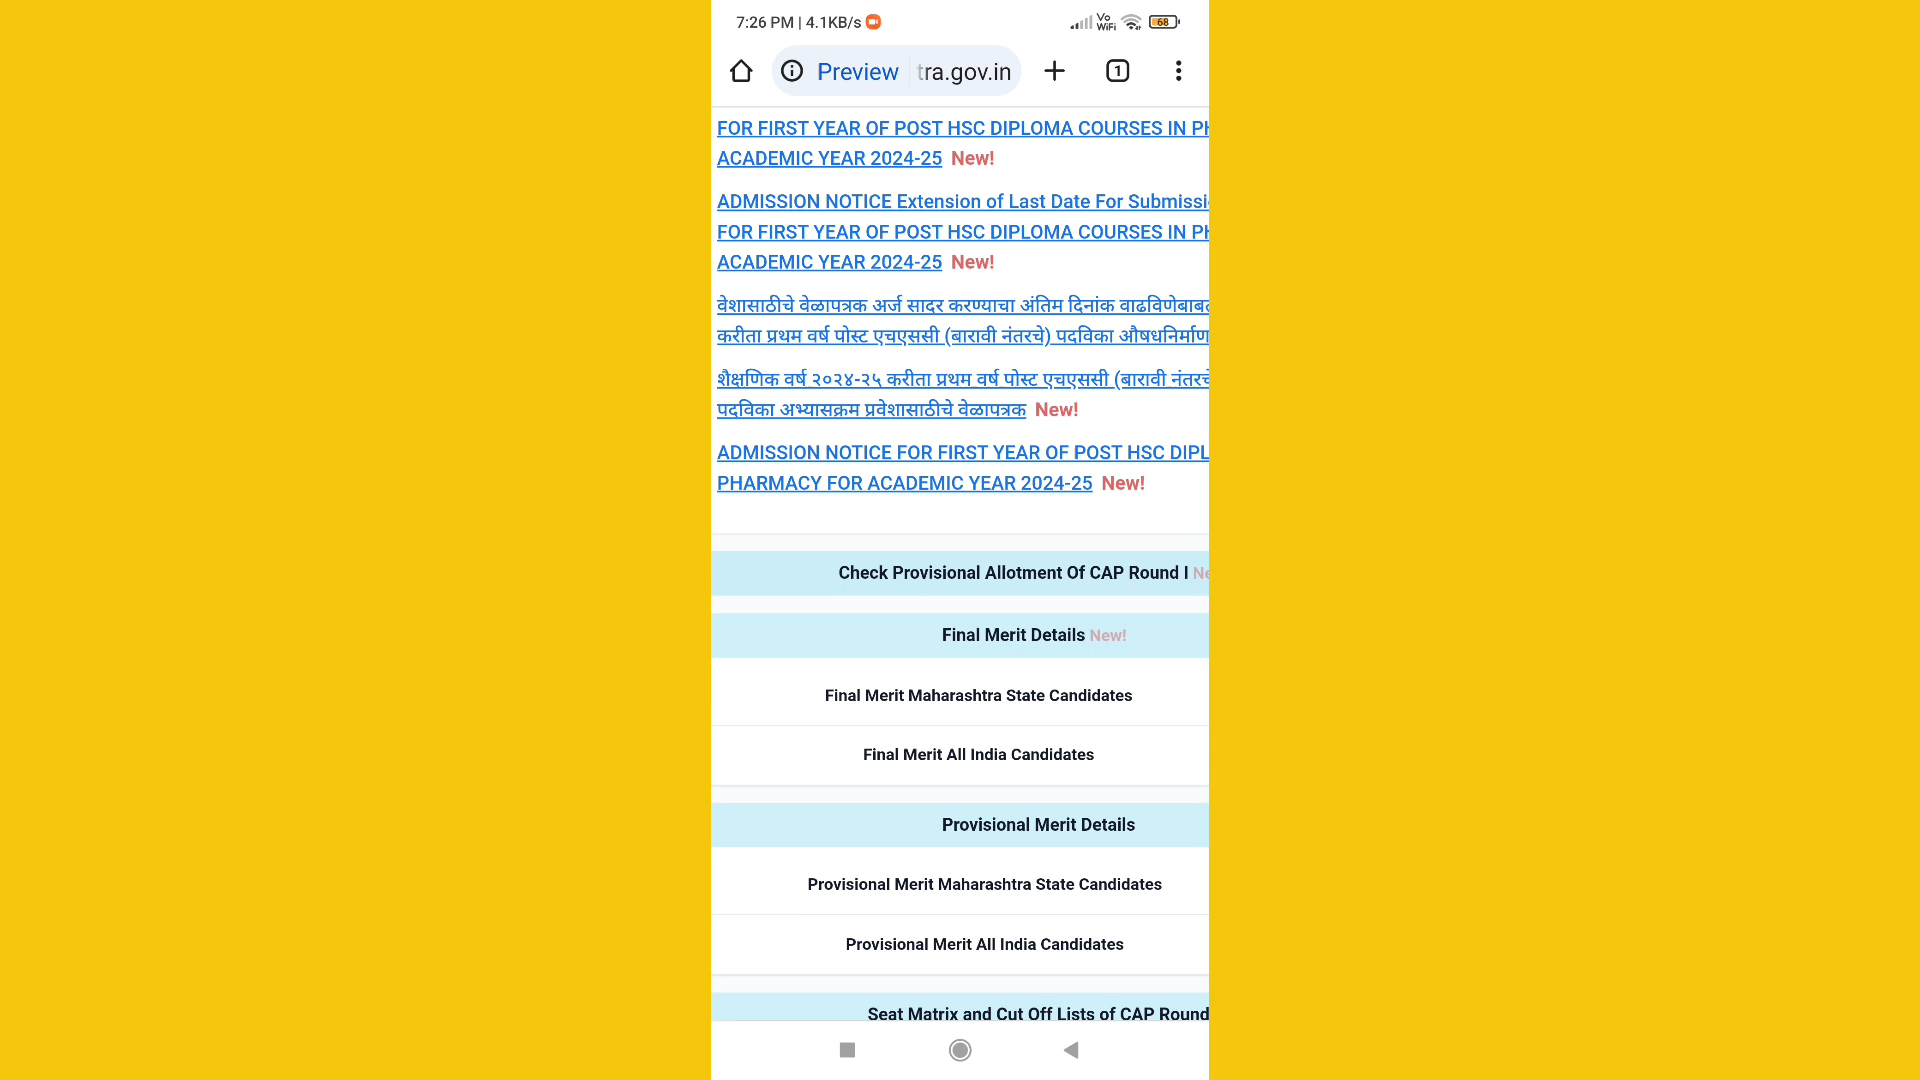 7:26 PM | 4.1KB/s
Vo
WiFi
68
Preview tra.gov.in
1
FOR FIRST YEAR OF POST HSC DIPLOMA COURSES IN PH
ACADEMIC YEAR 2024-25 New!
ADMISSION NOTICE Extension of Last Date For Submissi
FOR FIRST YEAR OF POST HSC DIPLOMA COURSES IN PH
ACADEMIC YEAR 2024-25 New!
वेशासाठीचे वेळापत्रक अर्ज सादर करण्याचा अंतिम दिनांक वाढविणेबाबत
करीता प्रथम वर्ष पोस्ट एचएससी (बारावी नंतरचे) पदविका औषधनिर्माण
शैक्षणिक वर्ष २०२४-२५ करीता प्रथम वर्ष पोस्ट एचएससी (बारावी नंतरचे
पदविका अभ्यासक्रम प्रवेशासाठीचे वेळापत्रक New!
ADMISSION NOTICE FOR FIRST YEAR OF POST HSC DIPL
PHARMACY FOR ACADEMIC YEAR 2024-25 New!
Check Provisional Allotment Of CAP Round I Ne
Final Merit Details New!
Final Merit Maharashtra State Candidates
Final Merit All India Candidates
Provisional Merit Details
Provisional Merit Maharashtra State Candidates
Provisional Merit All India Candidates
Seat Matrix and Cut Off Lists of CAP Round